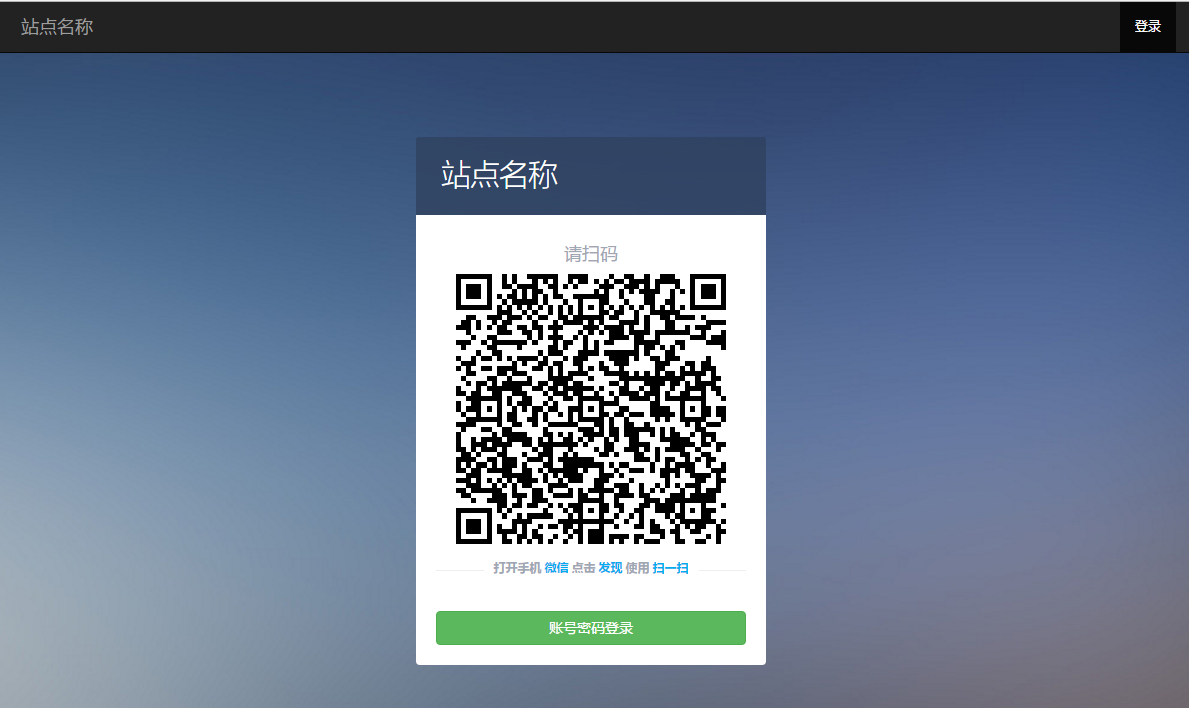 站点名称
登录
站点名称
请扫码
打开手机 微信 点击 发现 使用 扫一扫
账号密码登录